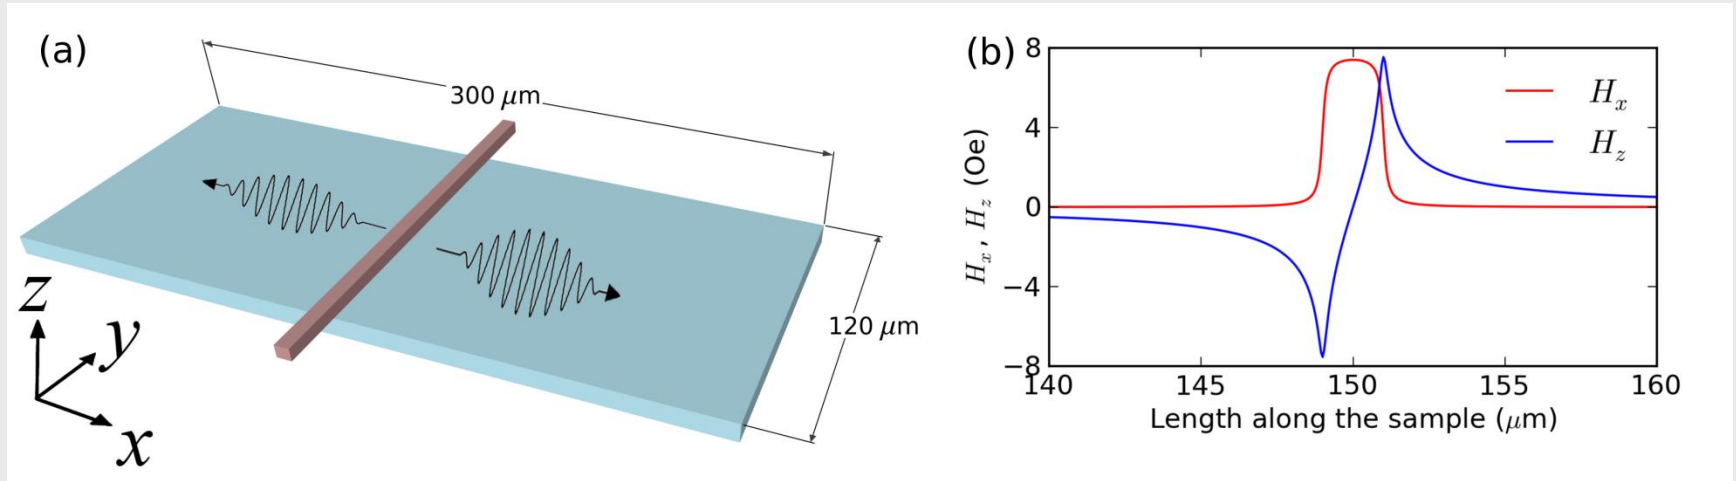 (a)
300 μm
120 μm
z
y
x
(b)
8
4
0
−4
−8
H_x, H_z (Oe)
H_x
H_z
140 145 150 155 160
Length along the sample (μm)